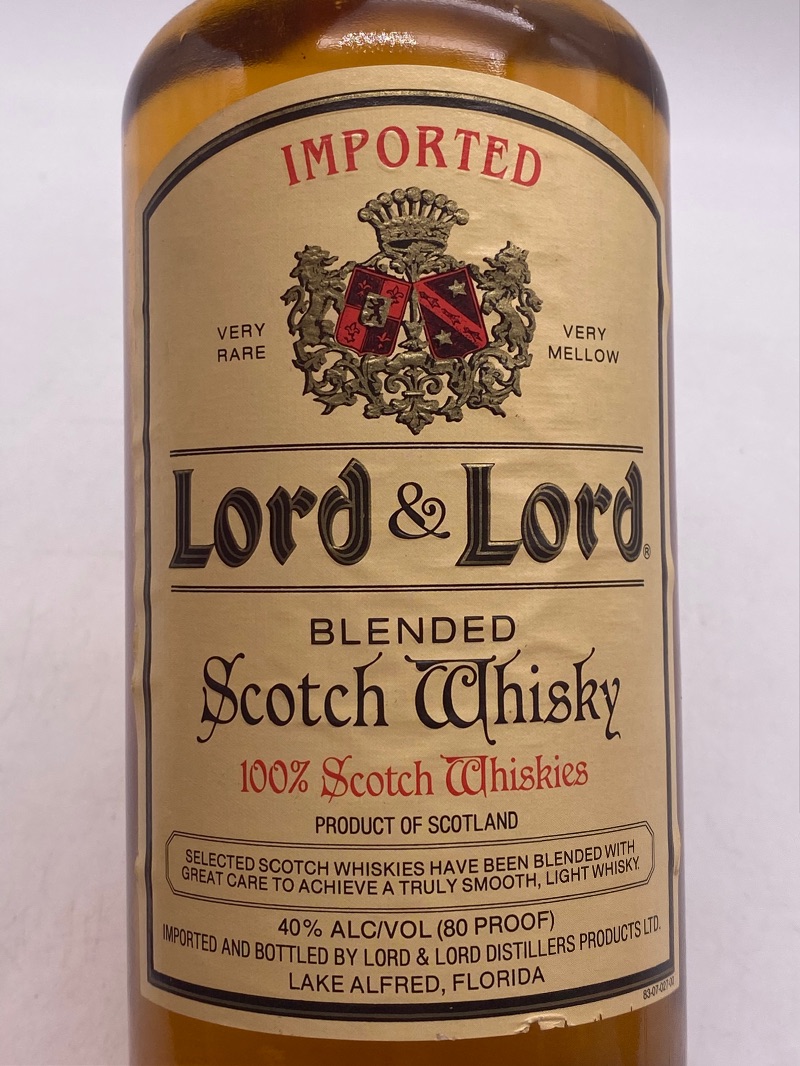 IMPORTED
VERY RARE
VERY MELLOW
Lord & Lord®
BLENDED
Scotch Whisky
100% Scotch Whiskies
PRODUCT OF SCOTLAND
SELECTED SCOTCH WHISKIES HAVE BEEN BLENDED WITH
GREAT CARE TO ACHIEVE A TRULY SMOOTH, LIGHT WHISKY.
40% ALC/VOL (80 PROOF)
IMPORTED AND BOTTLED BY LORD & LORD DISTILLERS PRODUCTS LTD.
LAKE ALFRED, FLORIDA